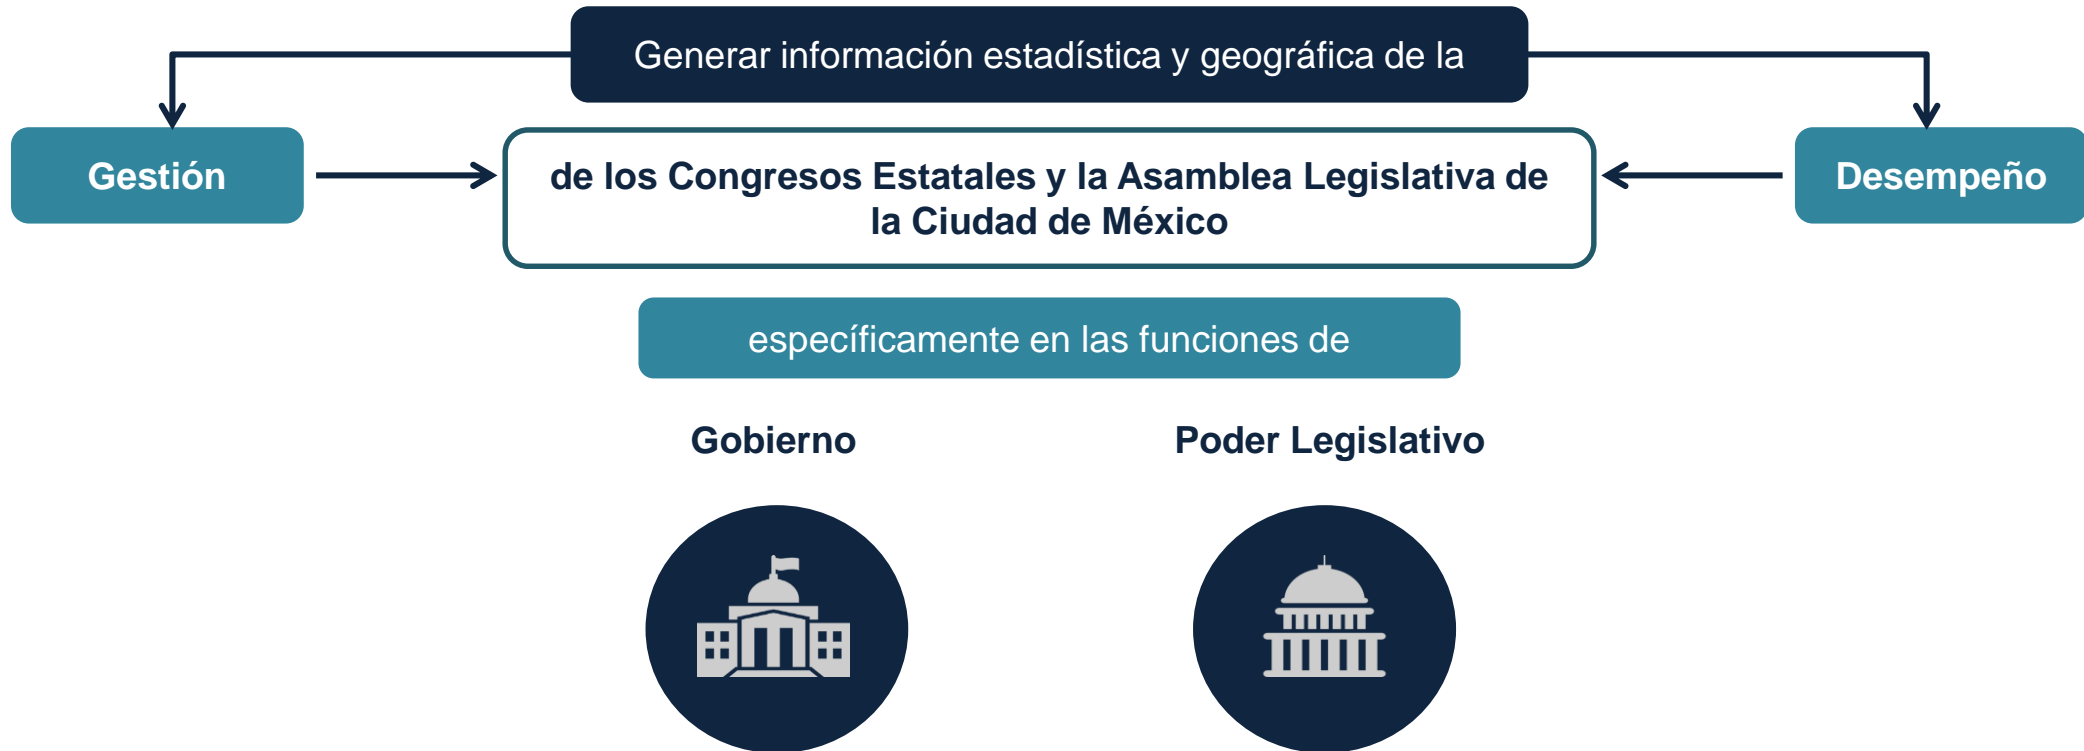 Generar información estadística y geográfica de la
Gestión
de los Congresos Estatales y la Asamblea Legislativa de
la Ciudad de México
Desempeño
específicamente en las funciones de
Gobierno
Poder Legislativo